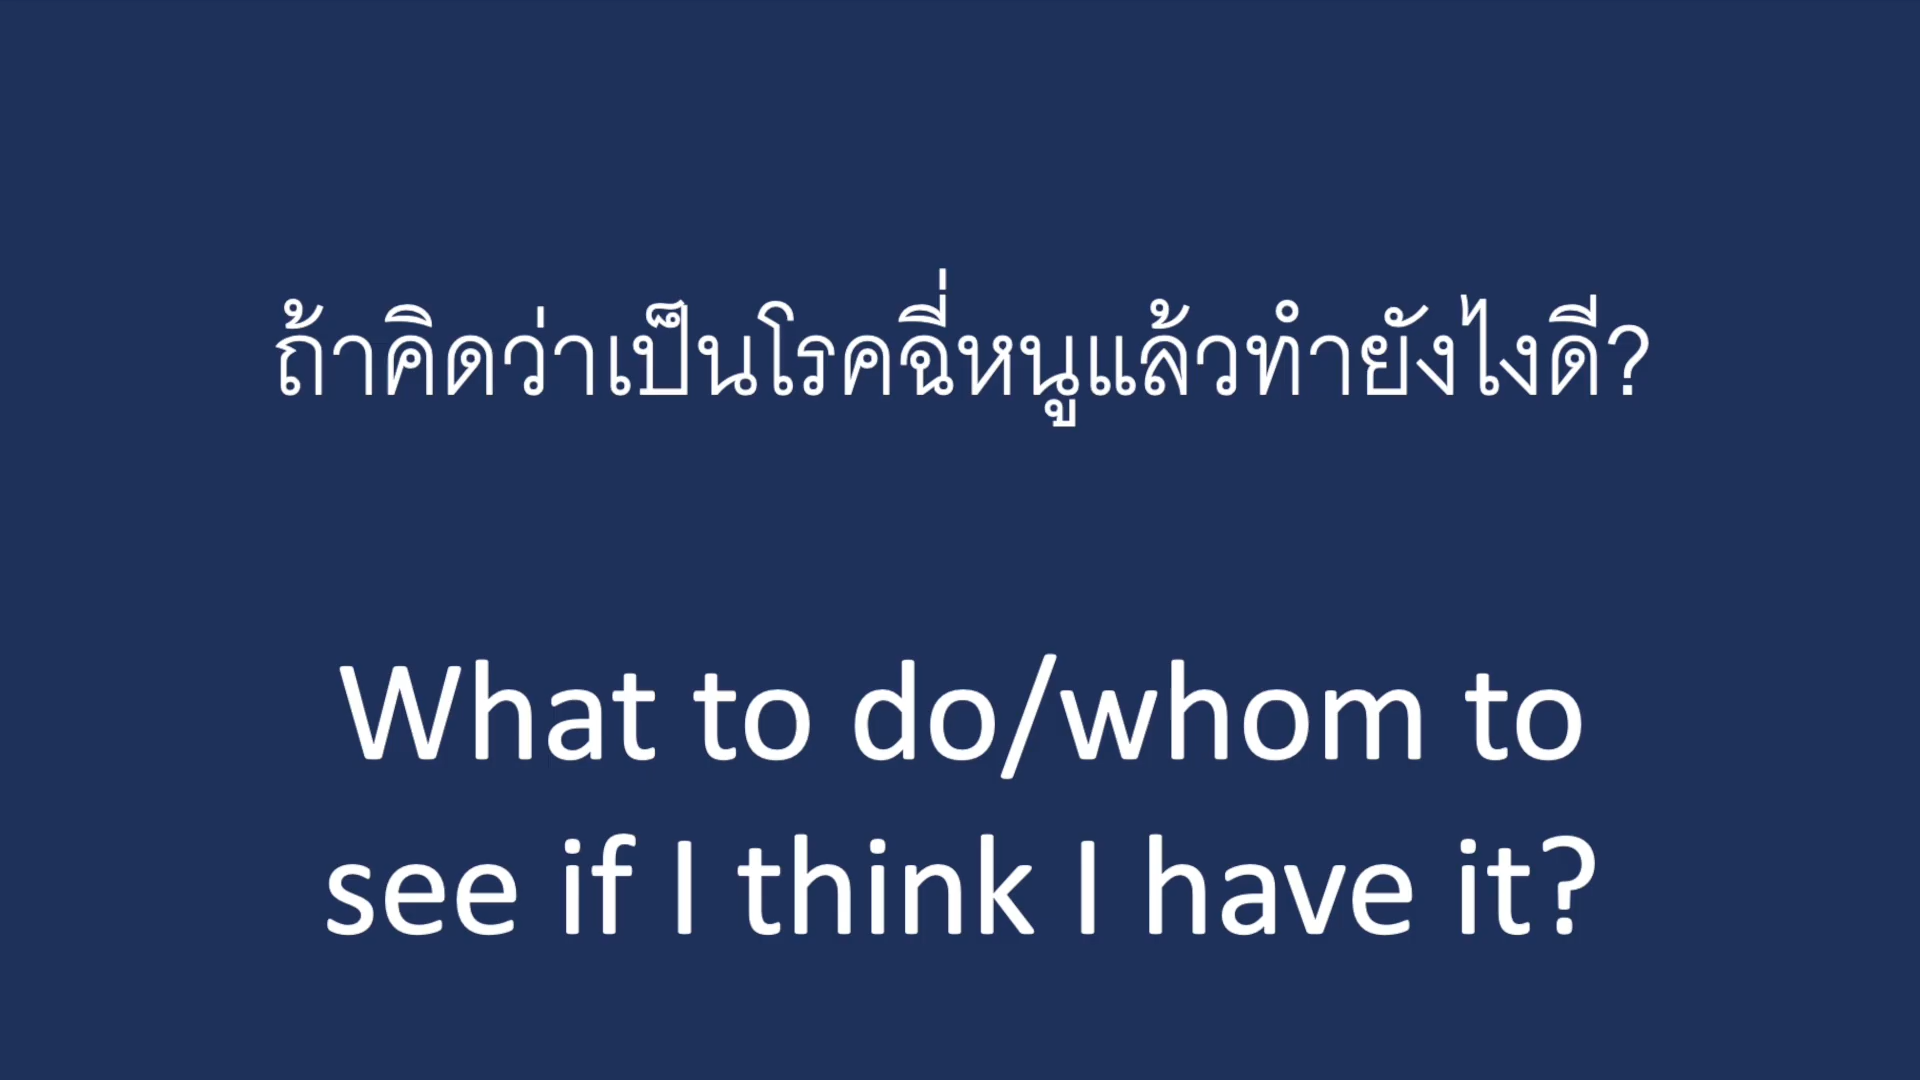 ถ้าคิดว่าเป็นโรคฉี่หนูแล้วทำยังไงดี?
What to do/whom to
see if I think I have it?